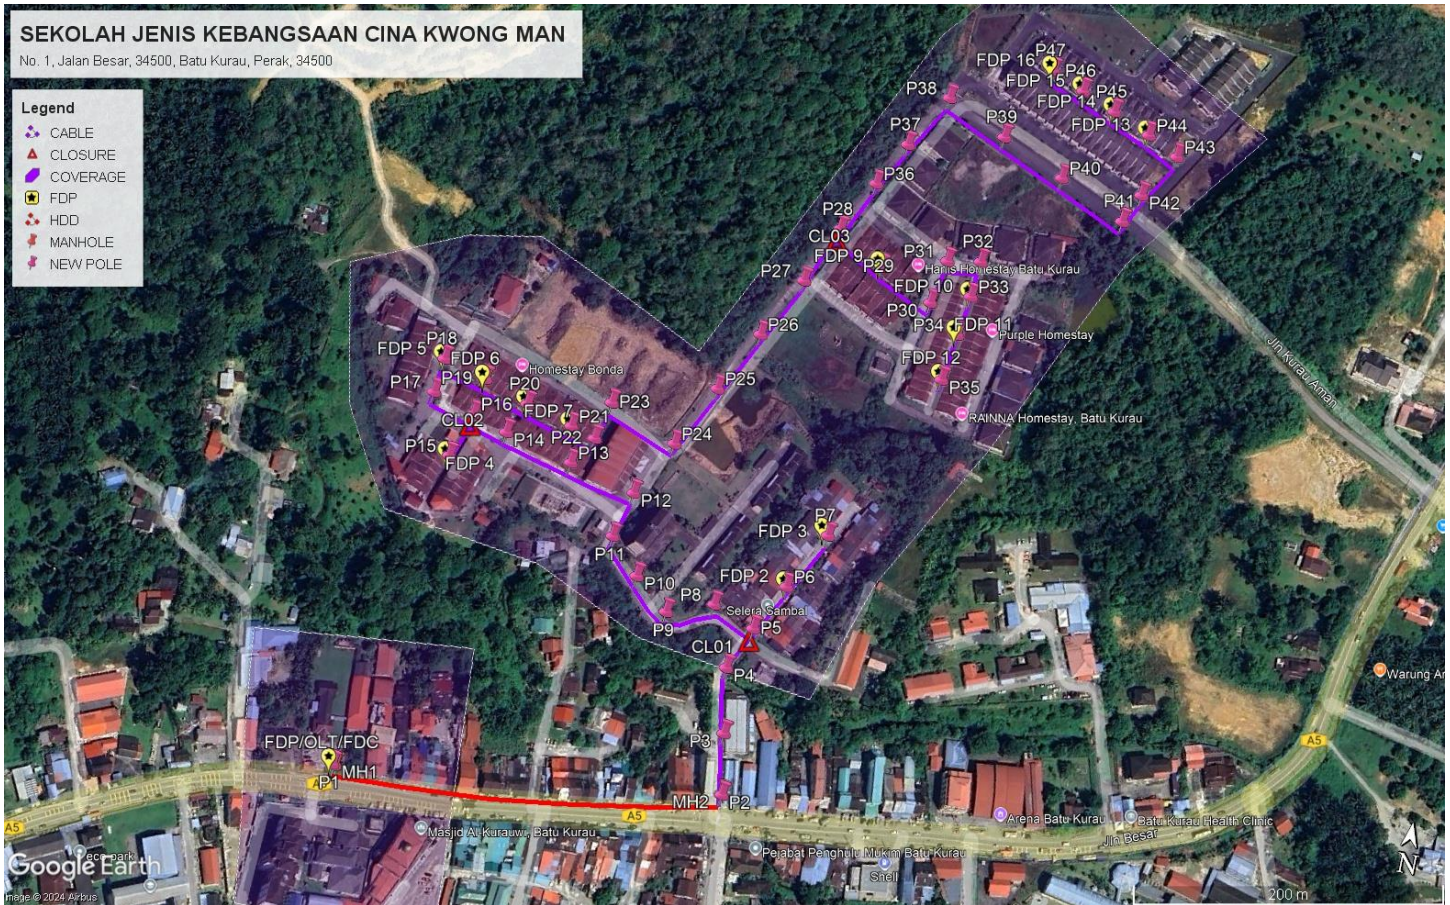 SEKOLAH JENIS KEBANGSAAN CINA KWONG MAN
No. 1, Jalan Besar, 34500, Batu Kurau, Perak, 34500
Legend
CABLE
CLOSURE
COVERAGE
FDP
HDD
MANHOLE
NEW POLE
FDP 16
P47
FDP 15
P46
FDP 14
P45
FDP 13
P44
P43
P38
P39
P37
P40
P36
P42
P41
P28
CL03
FDP 9
P29
P31
P32
Hanis Homestay Batu Kurau
P27
FDP 10
P33
P30
P26
P34
FDP 11
Purple Homestay
FDP 12
P35
RAINNA Homestay, Batu Kurau
Jln Kurau Aman
P18
FDP 5
FDP 6
Homestay Bonda
P17
P19
P20
P25
P16
FDP 7
P21
P23
CL02
P14
P22
P24
P15
FDP 4
P13
P12
P7
FDP 3
P11
P10
FDP 2
P6
P8
Selera Sambal
P9
P5
CL01
P4
Warung Ar
P3
A5
FDP/OLT/FDC
MH1
P1
MH2
P2
A5
A5
Arena Batu Kurau
Batu Kurau Health Clinic
Jln Besar
Masjid Al-Kurauwi, Batu Kurau
Pejabat Penghulu Mukim Batu Kurau
Shell
eco park
Google Earth
Image © 2024 Airbus
N
200 m